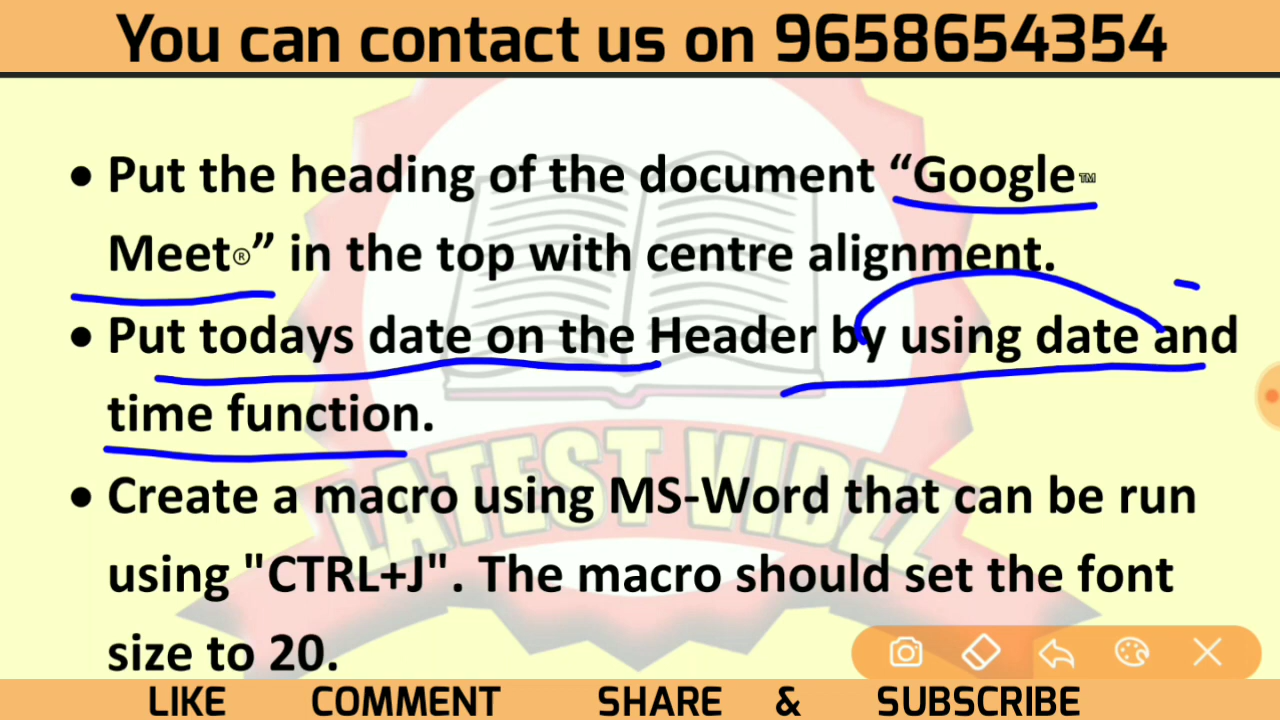 You can contact us on 9658654354
• Put the heading of the document “Google™
Meet®” in the top with centre alignment.
• Put todays date on the Header by using date and
time function.
• Create a macro using MS-Word that can be run
using "CTRL+J". The macro should set the font
size to 20.
LATEST VIDZZ
LIKE COMMENT SHARE & SUBSCRIBE